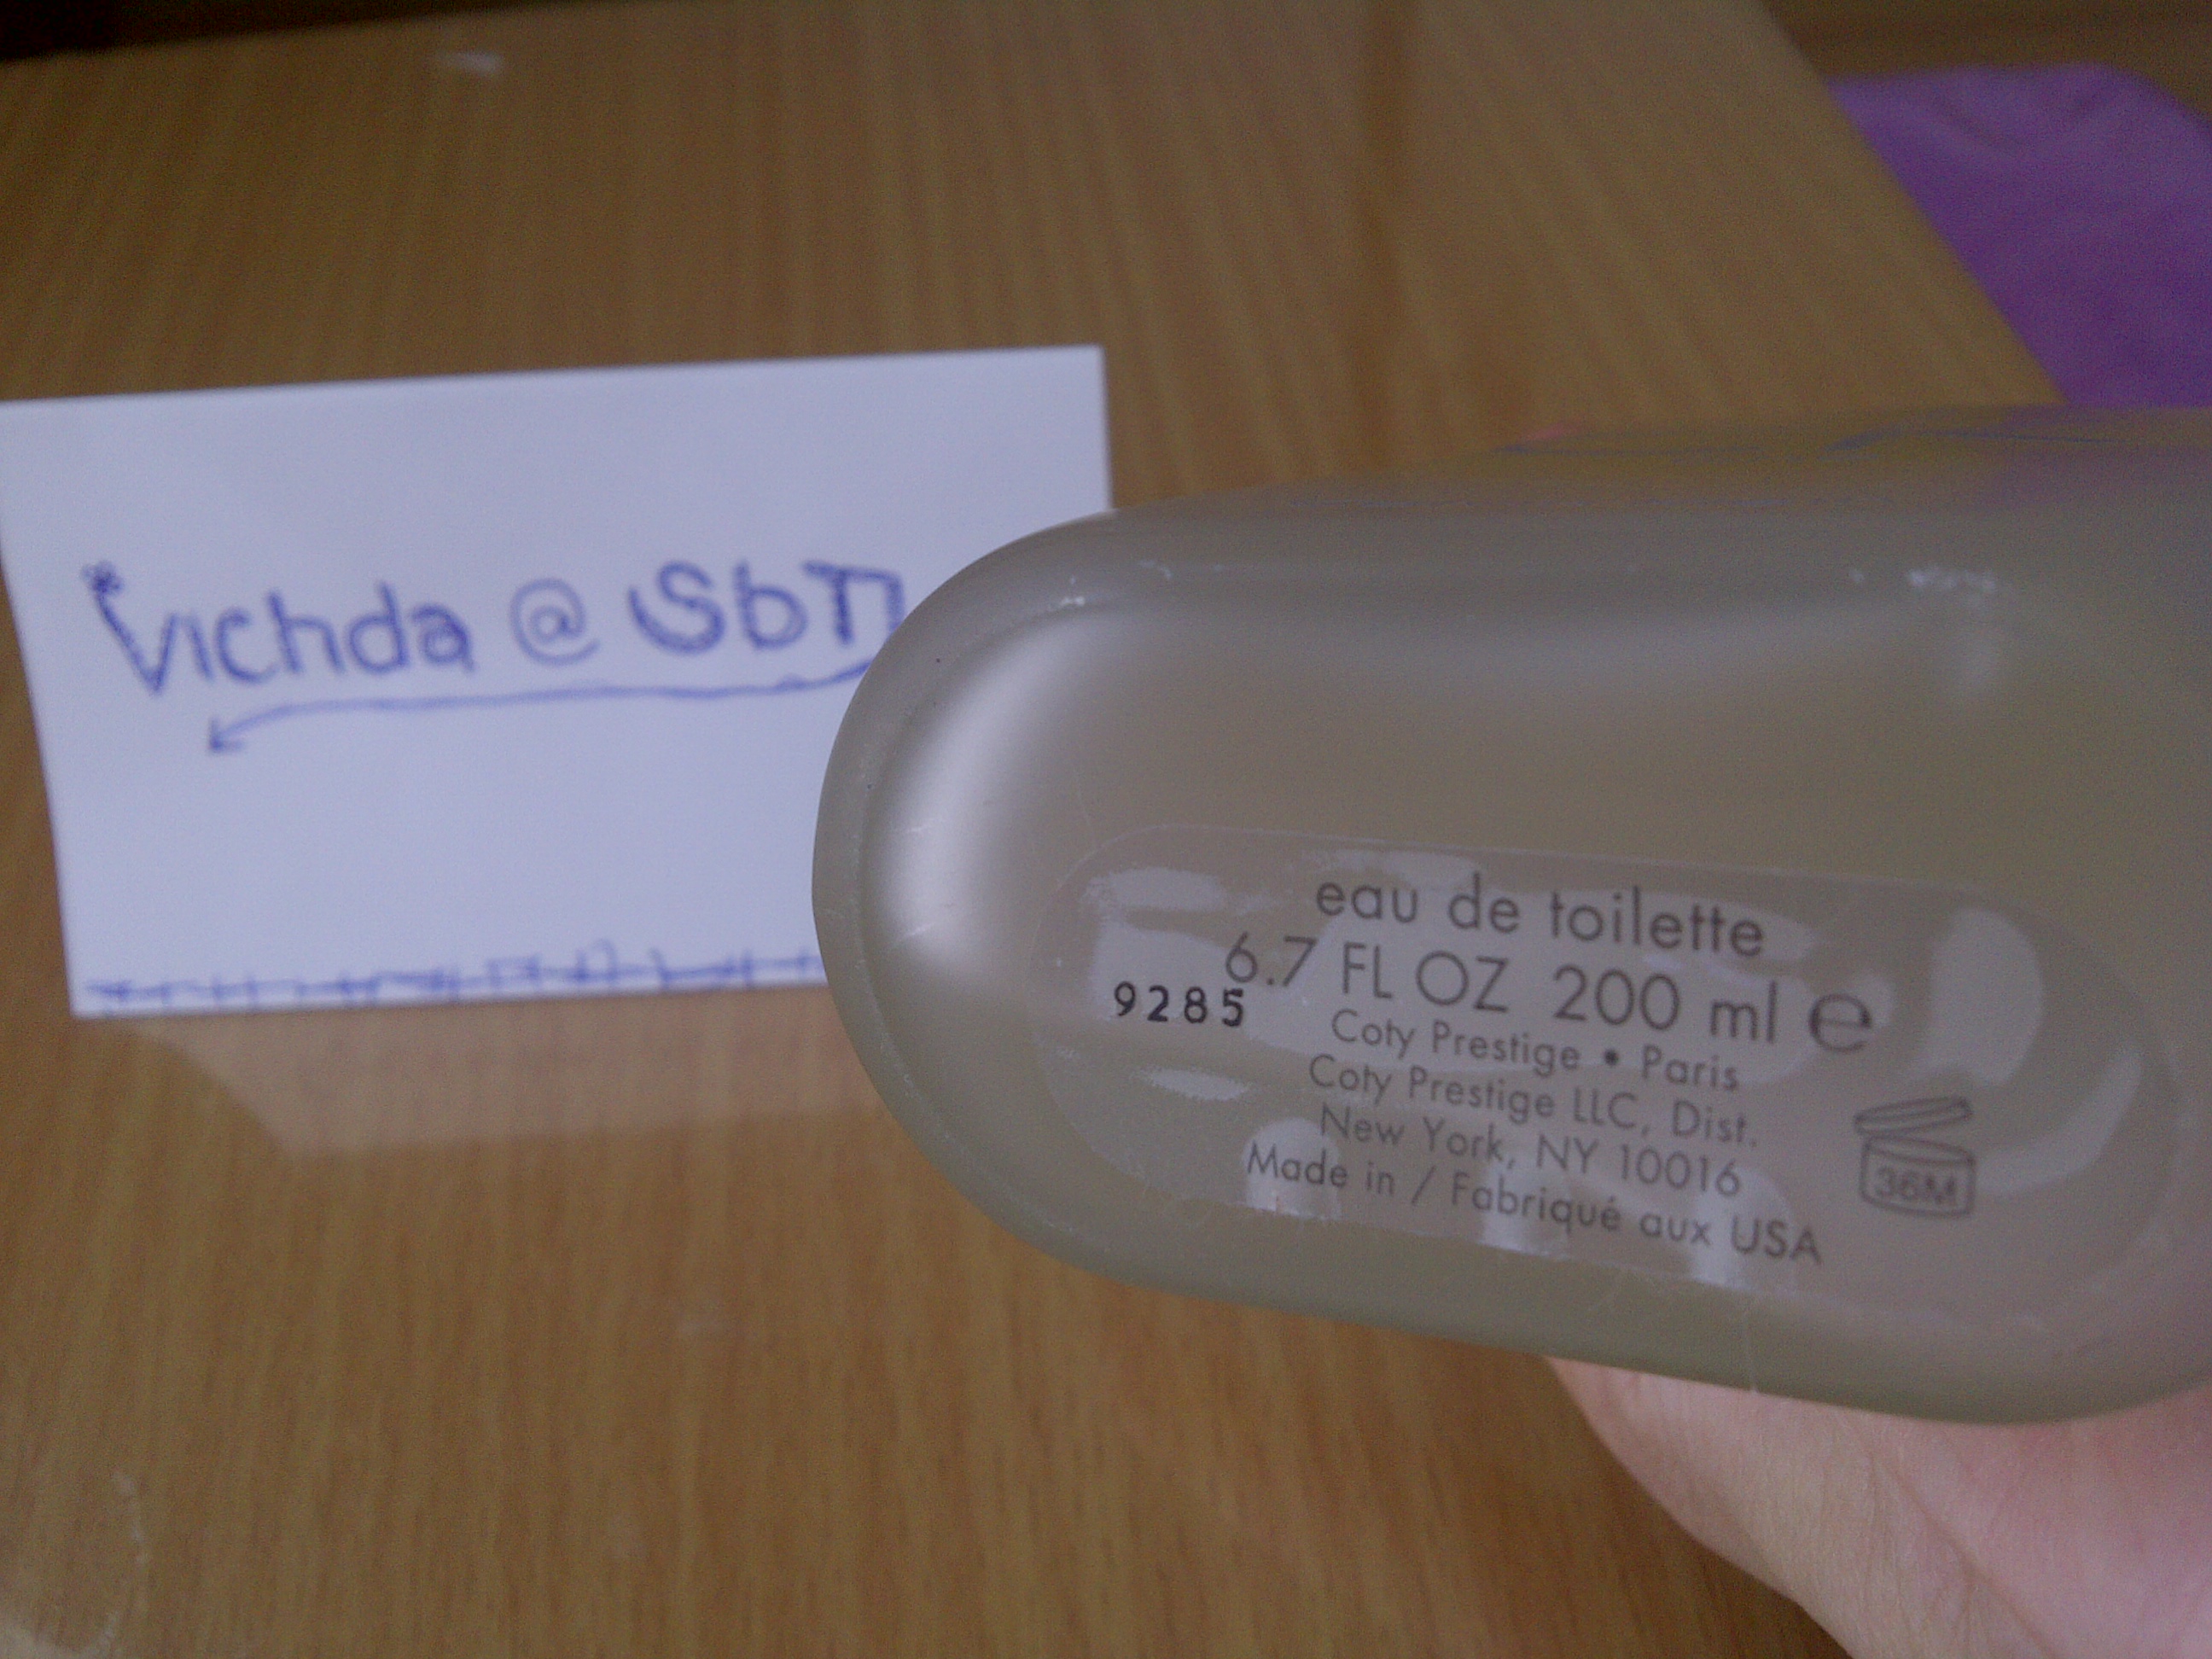 Vichda @ SbT
eau de toilette
6.7 FL OZ 200 ml e
9285
Coty Prestige • Paris
Coty Prestige LLC, Dist.
New York, NY 10016
Made in / Fabriqué aux USA
36M